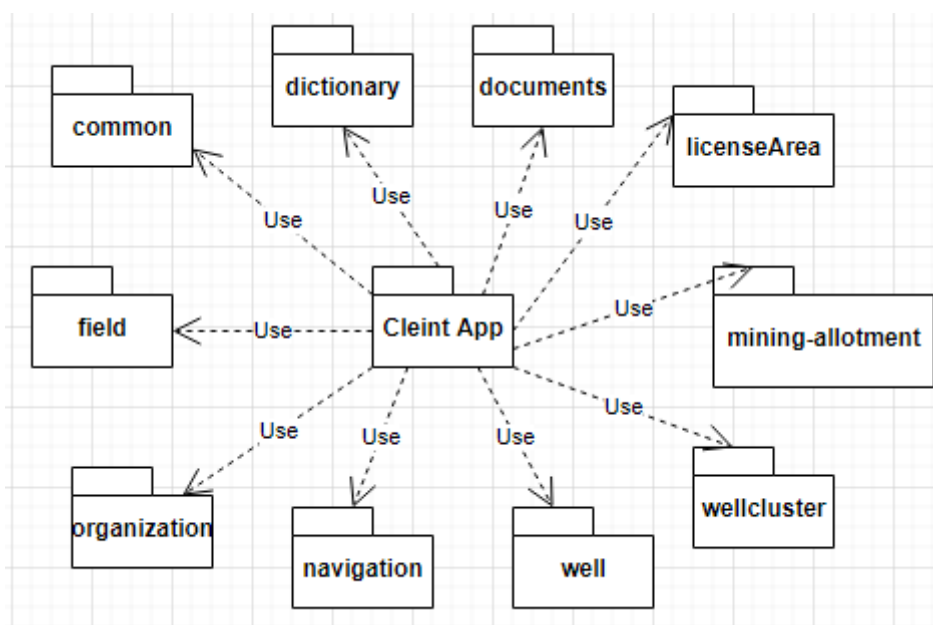 dictionary
documents
common
licenseArea
Use
Use
Use
Use
Use
field
Use
Cleint App
mining-allotment
Use
Use
Use
Use
wellcluster
organization
navigation
well